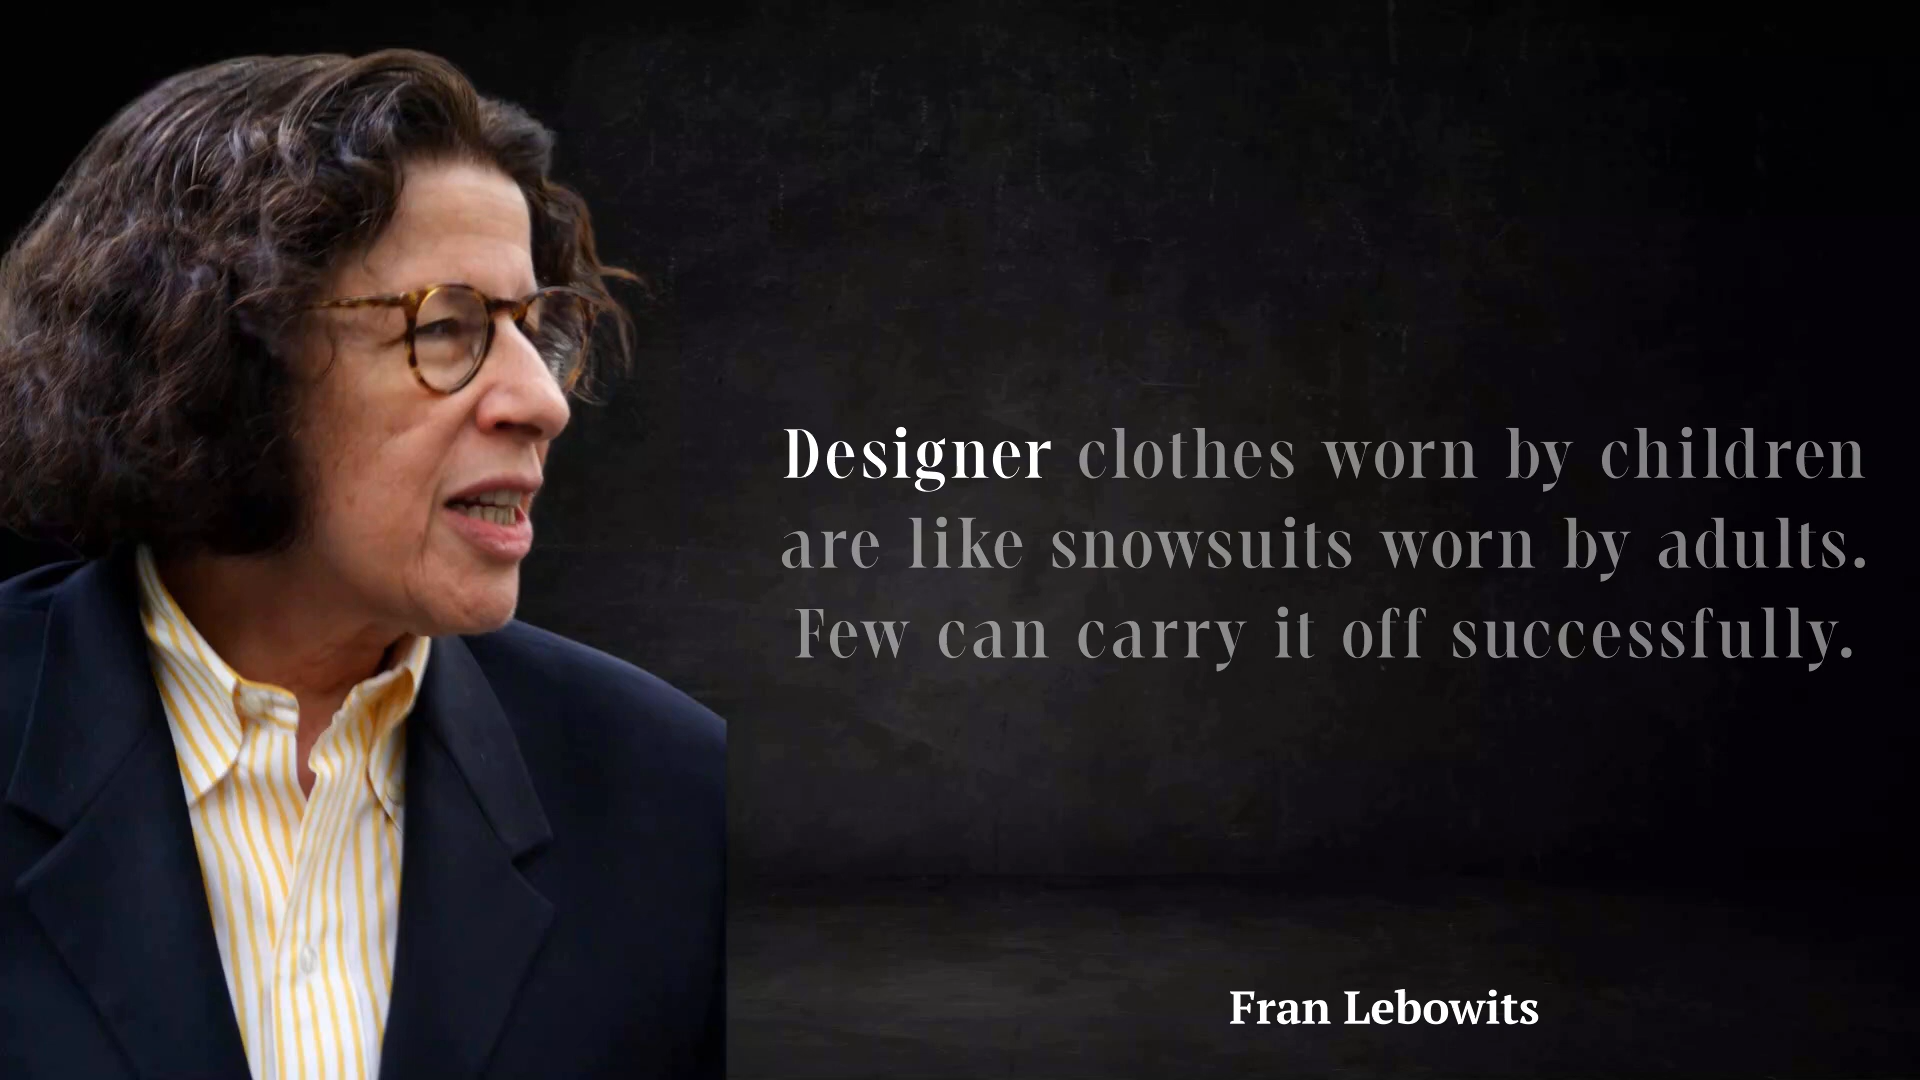 Designer clothes worn by children
are like snowsuits worn by adults.
Few can carry it off successfully.
Fran Lebowits